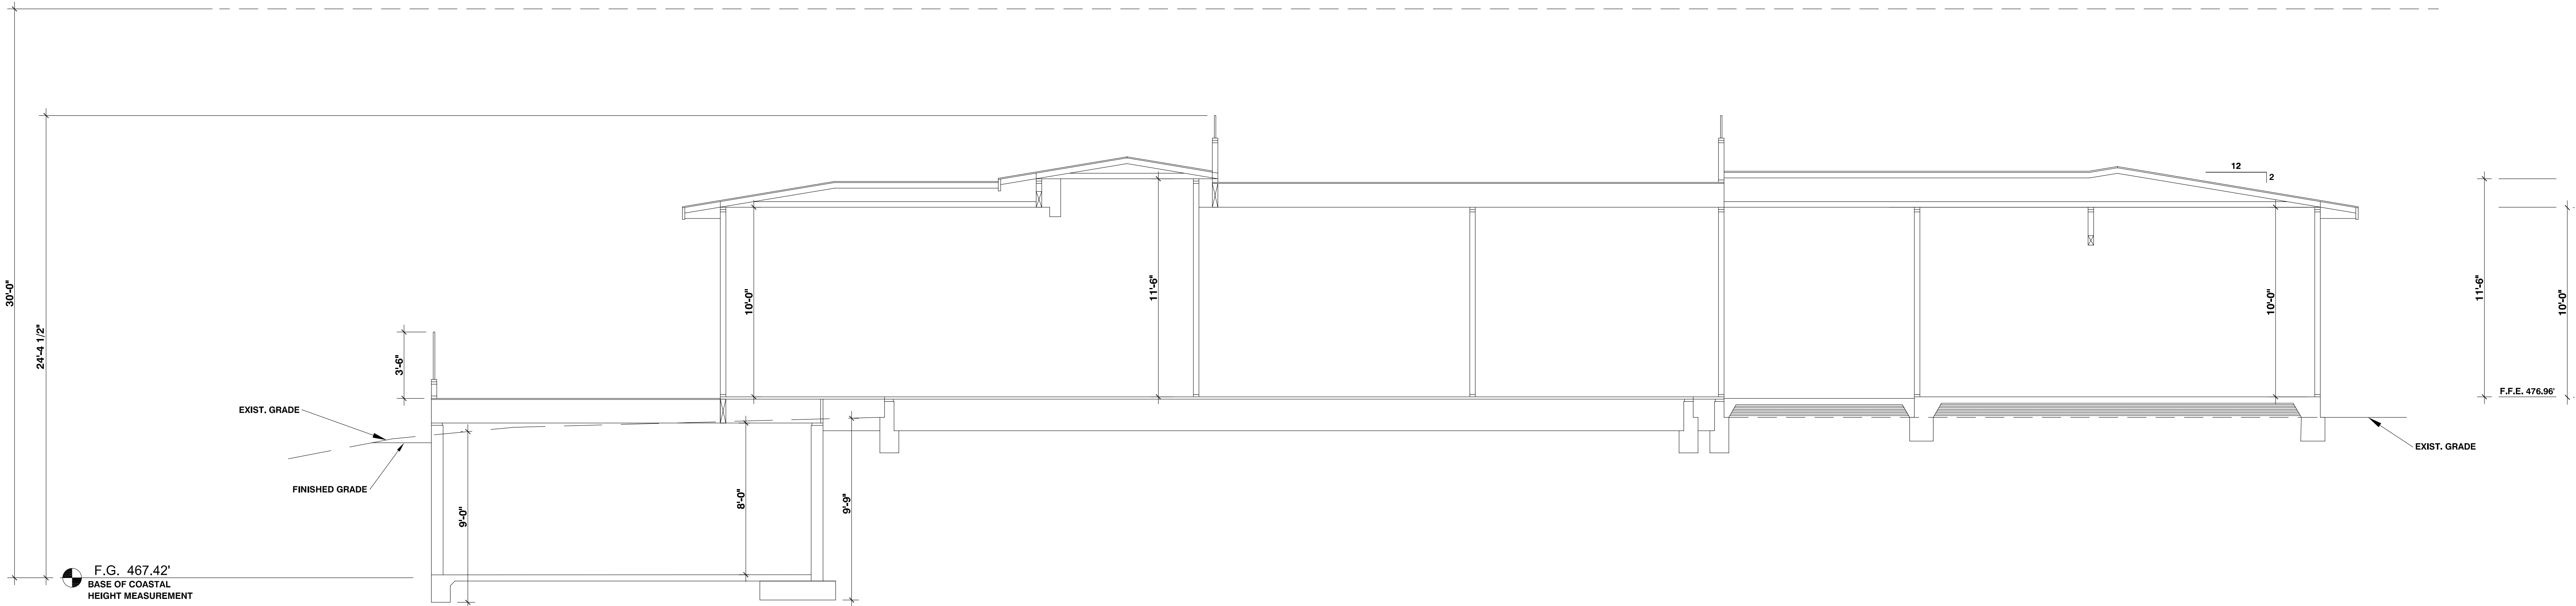 12
2
30'-0"
24'-4 1/2"
3'-6"
10'-0"
11'-6"
10'-0"
11'-6"
10'-0"
F.F.E. 476.96'
EXIST. GRADE
FINISHED GRADE
EXIST. GRADE
9'-0"
8'-0"
9'-9"
F.G. 467.42'
BASE OF COASTAL
HEIGHT MEASUREMENT